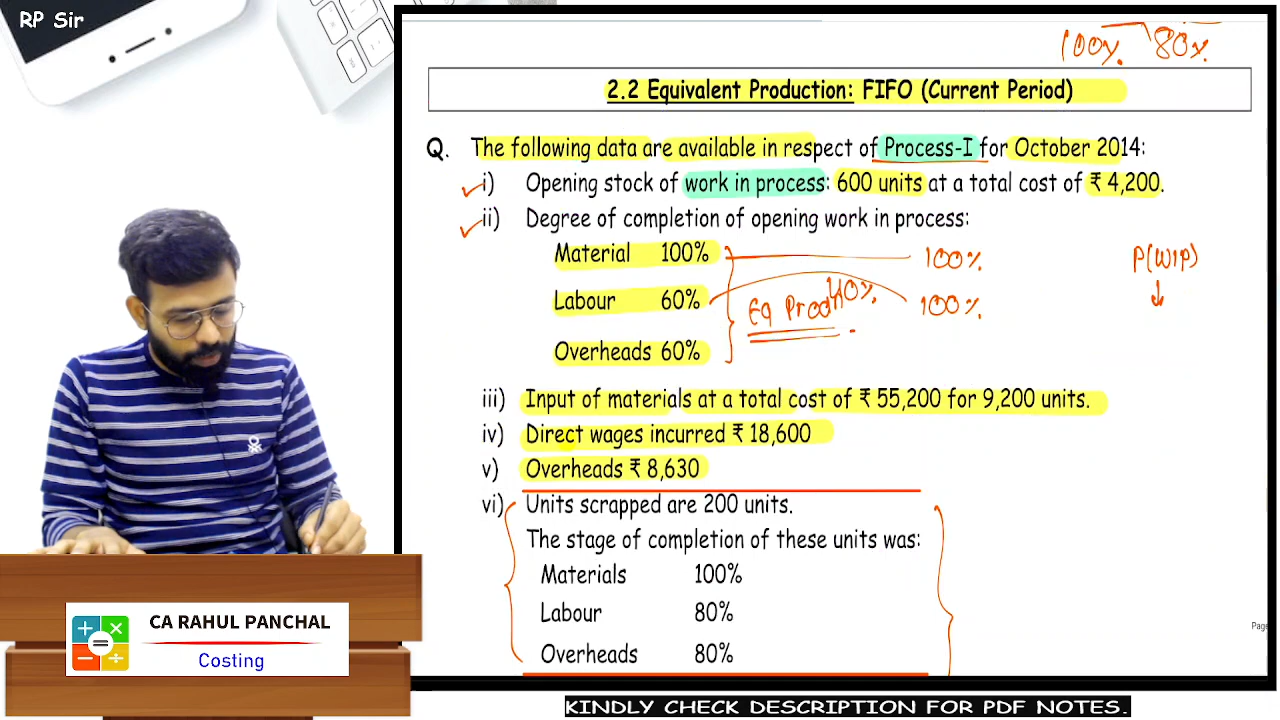 RP Sir
100% 80%
2.2 Equivalent Production: FIFO (Current Period)
Q. The following data are available in respect of Process-I for October 2014:
i) Opening stock of work in process: 600 units at a total cost of ₹ 4,200.
ii) Degree of completion of opening work in process:
Material 100% 100% P(WIP)
Labour 60% Eq Prodn 40% 100%
Overheads 60%
iii) Input of materials at a total cost of ₹ 55,200 for 9,200 units.
iv) Direct wages incurred ₹ 18,600
v) Overheads ₹ 8,630
vi) Units scrapped are 200 units.
The stage of completion of these units was:
Materials 100%
Labour 80%
Overheads 80%
Page
CA RAHUL PANCHAL
Costing
KINDLY CHECK DESCRIPTION FOR PDF NOTES.